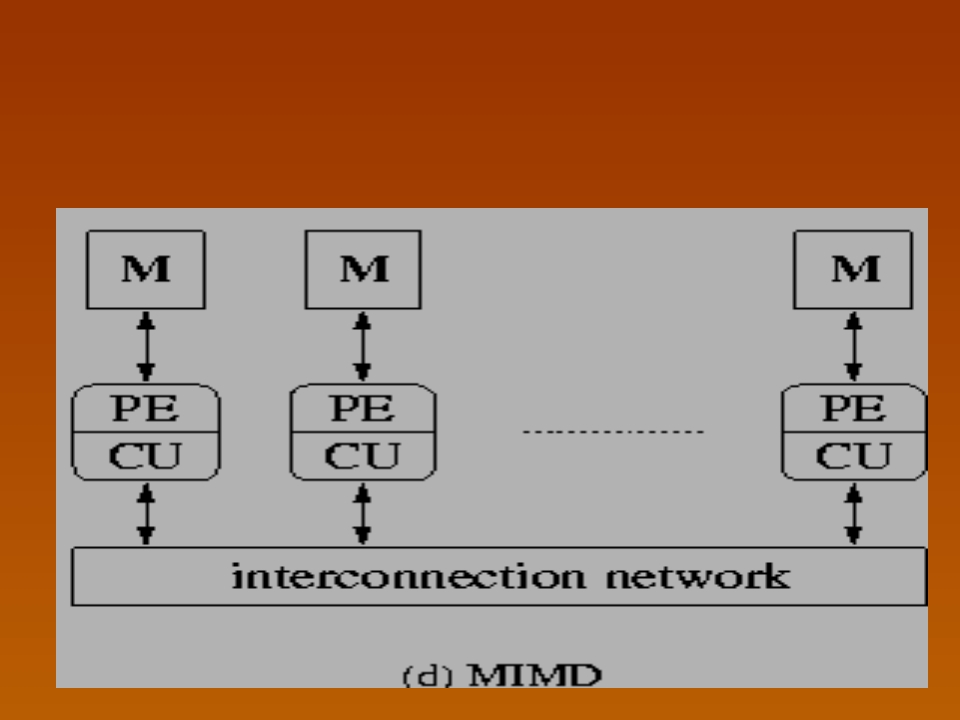 M M M
PE PE PE
CU CU CU
interconnection network
(d) MIMD